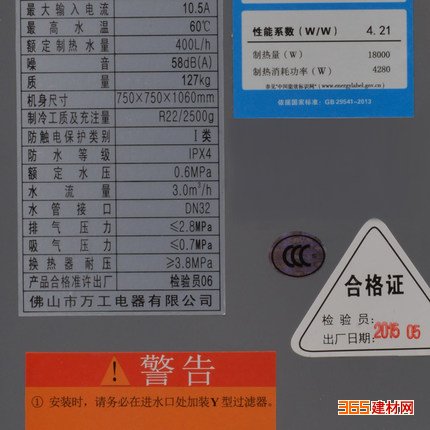 最大输入电流 10.5A
最高水温 60℃
额定制热水量 400L/h
噪音 58dB(A)
质量 127kg
机身尺寸 750×750×1060mm
制冷工质及充注量 R22/2500g
防触电保护类别 I 类
防水等级 IPX4
额定水压 0.6MPa
水流量 3.0m³/h
水管接口 DN32
排气压力 ≤2.8MPa
吸气压力 ≤0.7MPa
换热器耐压 ≥3.8MPa
产品合格准许出厂 检验员06
佛山市万工电器有限公司
性能系数 (W/W) 4.21
制热量 (W) 18000
制热消耗功率 (W) 4280
依据国家标准: GB 29541-2013
CCC
合格证
检验员:
出厂日期: 2015 05
! 警告
① 安装时，请务必在进水口处加装Y型过滤器。
365建材网